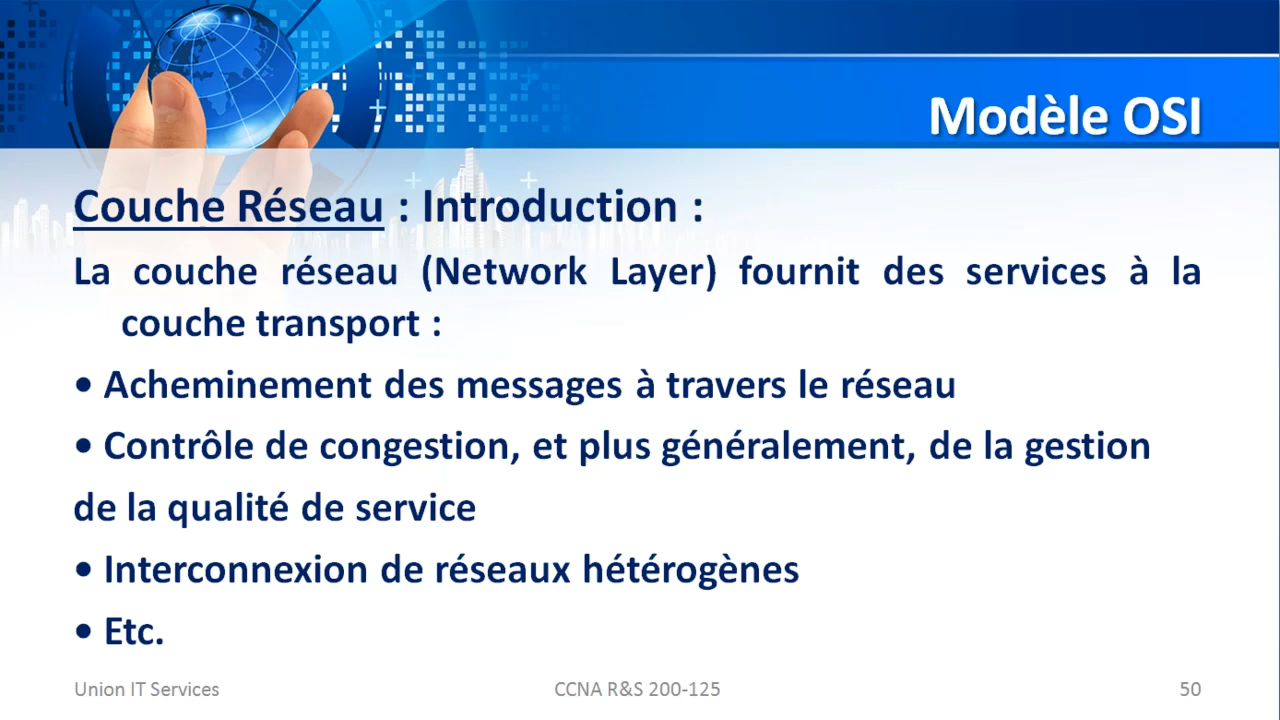 Modèle OSI
Couche Réseau : Introduction :
La couche réseau (Network Layer) fournit des services à la
couche transport :
• Acheminement des messages à travers le réseau
• Contrôle de congestion, et plus généralement, de la gestion
de la qualité de service
• Interconnexion de réseaux hétérogènes
• Etc.
Union IT Services
CCNA R&S 200-125
50